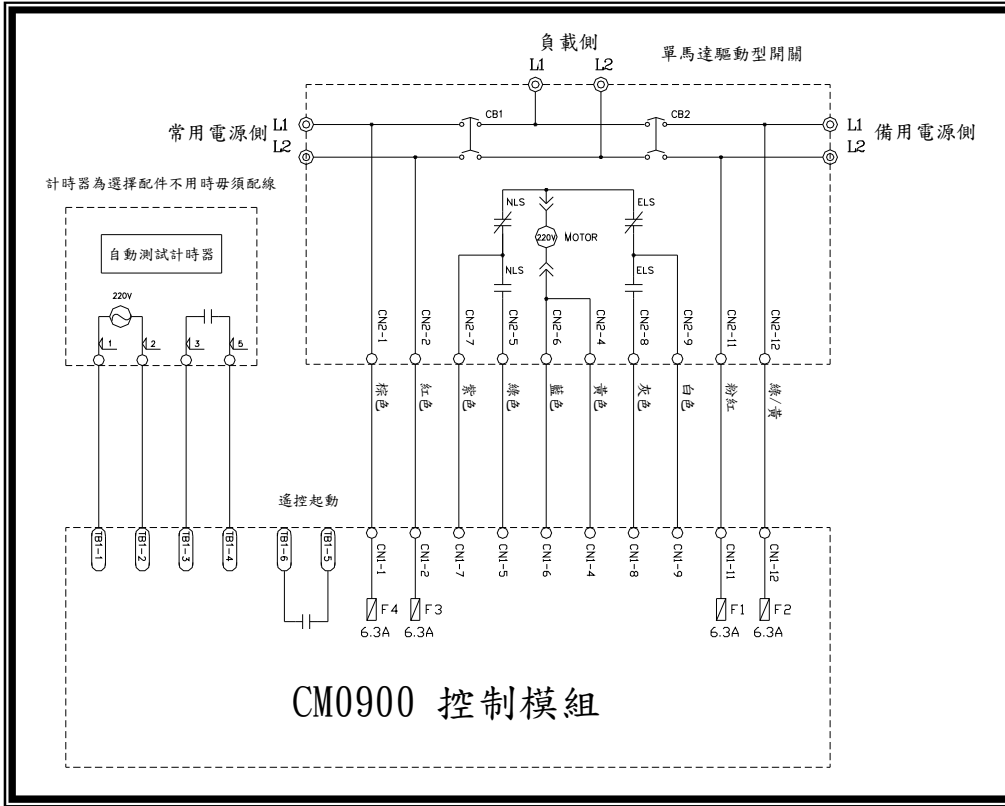 負載側
單馬達驅動型開關
L1
L2
常用電源側
L1
L2
CB1
CB2
L1
L2
備用電源側
計時器為選擇配件不用時毋須配線
自動測試計時器
220V
1
2
3
5
NLS
ELS
220V
MOTOR
NLS
ELS
CN2-1
CN2-2
CN2-7
CN2-5
CN2-6
CN2-4
CN2-8
CN2-9
CN2-11
CN2-12
棕色
紅色
紫色
綠色
藍色
黃色
灰色
白色
粉紅
綠/黃
遙控起動
TB1-1
TB1-2
TB1-3
TB1-4
TB1-6
TB1-5
CN1-1
CN1-2
CN1-7
CN1-5
CN1-6
CN1-4
CN1-8
CN1-9
CN1-11
CN1-12
F4
6.3A
F3
6.3A
F1
6.3A
F2
6.3A
CM0900 控制模組